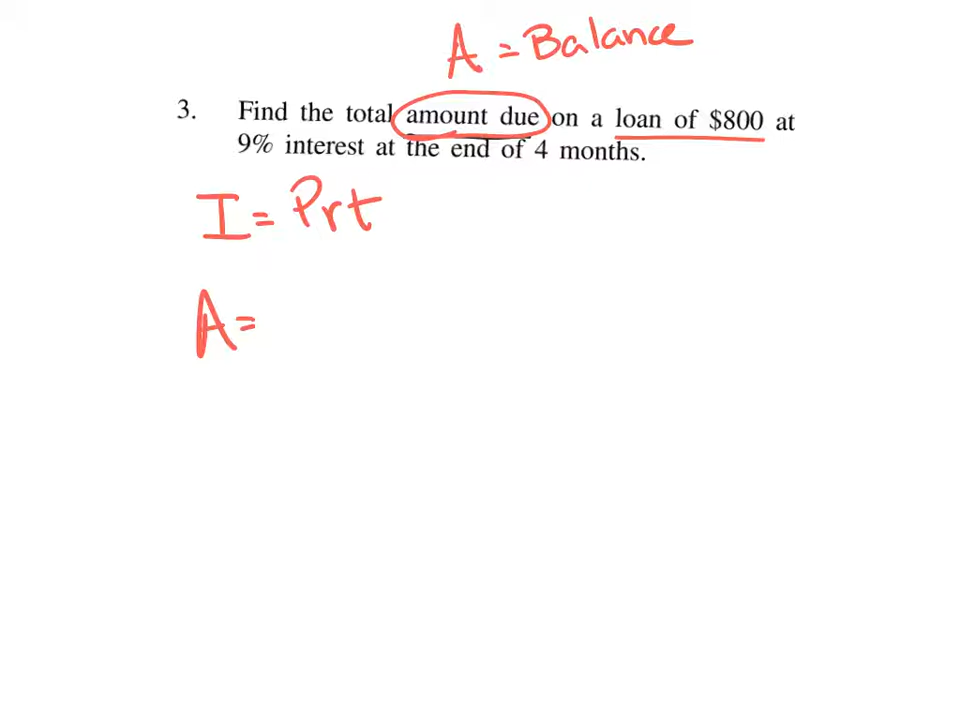 A = Balance
3. Find the total amount due on a loan of $800 at
9% interest at the end of 4 months.
I = Prt
A =